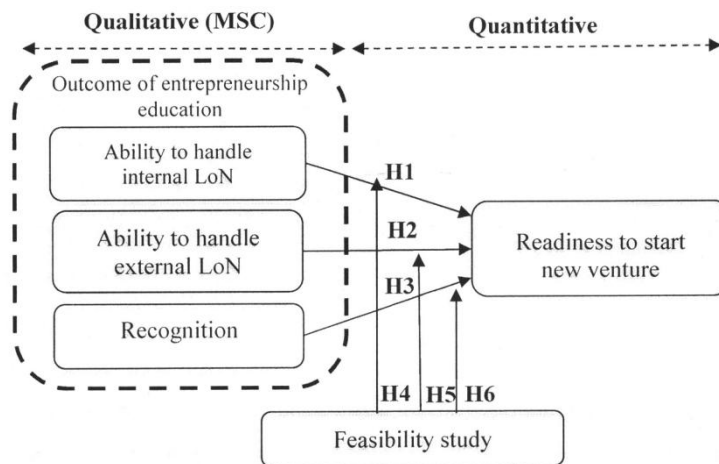 Qualitative (MSC)
Quantitative
Outcome of entrepreneurship
education
Ability to handle
internal LoN
H1
Ability to handle
external LoN
H2
Readiness to start
new venture
H3
Recognition
H4
H5
H6
Feasibility study